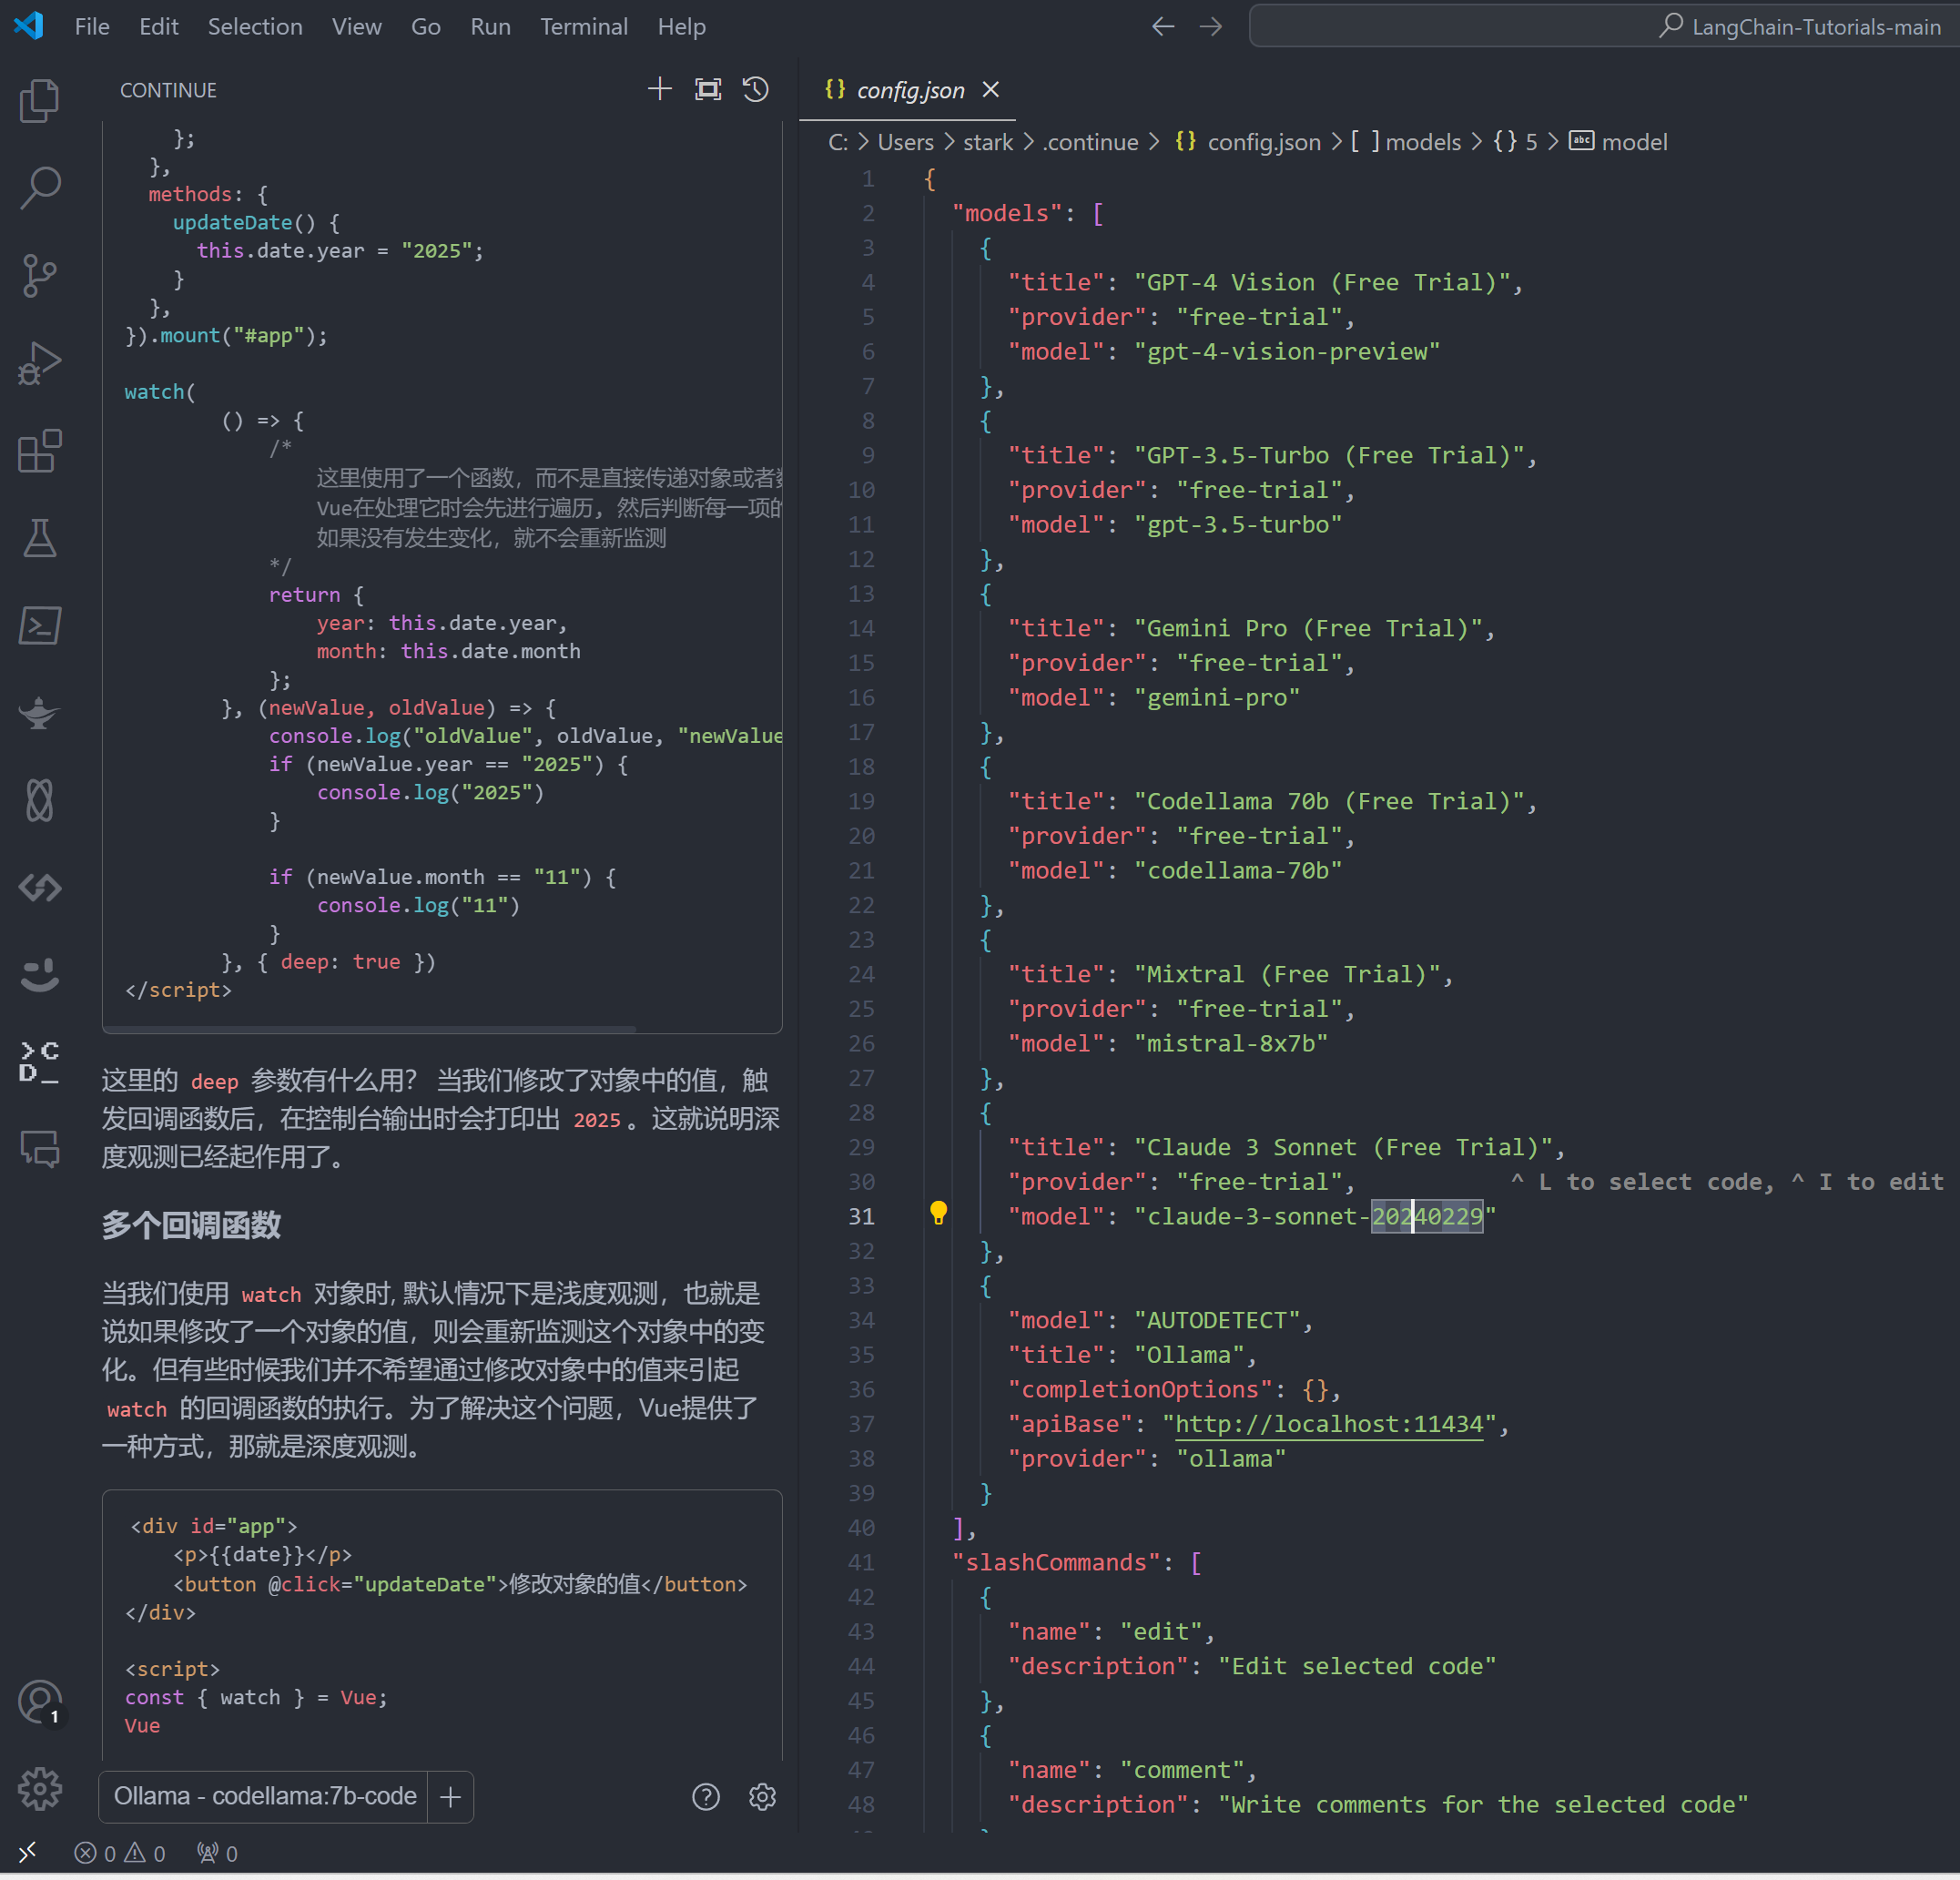 File Edit Selection View Go Run Terminal Help
LangChain-Tutorials-main
CONTINUE
};
},
methods: {
updateDate() {
this.date.year = "2025";
}
},
}).mount("#app");
watch(
() => {
/*
这里使用了一个函数，而不是直接传递对象或者
Vue在处理它时会先进行遍历，然后判断每一项的
如果没有发生变化，就不会重新监测
*/
return {
year: this.date.year,
month: this.date.month
};
}, (newValue, oldValue) => {
console.log("oldValue", oldValue, "newValue
if (newValue.year == "2025") {
console.log("2025")
}
if (newValue.month == "11") {
console.log("11")
}
}, { deep: true })
</script>
这里的 deep 参数有什么用？ 当我们修改了对象中的值，触
发回调函数后，在控制台输出时会打印出 2025 。这就说明深
度观测已经起作用了。
多个回调函数
当我们使用 watch 对象时, 默认情况下是浅度观测，也就是
说如果修改了一个对象的值，则会重新监测这个对象中的变
化。但有些时候我们并不希望通过修改对象中的值来引起
watch 的回调函数的执行。为了解决这个问题，Vue提供了
一种方式，那就是深度观测。
<div id="app">
<p>{{date}}</p>
<button @click="updateDate">修改对象的值</button>
</div>
<script>
const { watch } = Vue;
Vue
Ollama - codellama:7b-code
config.json
C: > Users > stark > .continue > {} config.json > [ ] models > {} 5 > abc model
1 {
2 "models": [
3 {
4 "title": "GPT-4 Vision (Free Trial)",
5 "provider": "free-trial",
6 "model": "gpt-4-vision-preview"
7 },
8 {
9 "title": "GPT-3.5-Turbo (Free Trial)",
10 "provider": "free-trial",
11 "model": "gpt-3.5-turbo"
12 },
13 {
14 "title": "Gemini Pro (Free Trial)",
15 "provider": "free-trial",
16 "model": "gemini-pro"
17 },
18 {
19 "title": "Codellama 70b (Free Trial)",
20 "provider": "free-trial",
21 "model": "codellama-70b"
22 },
23 {
24 "title": "Mixtral (Free Trial)",
25 "provider": "free-trial",
26 "model": "mistral-8x7b"
27 },
28 {
29 "title": "Claude 3 Sonnet (Free Trial)",
30 "provider": "free-trial", ^ L to select code, ^ I to edit
31 "model": "claude-3-sonnet-20240229"
32 },
33 {
34 "model": "AUTODETECT",
35 "title": "Ollama",
36 "completionOptions": {},
37 "apiBase": "http://localhost:11434",
38 "provider": "ollama"
39 }
40 ],
41 "slashCommands": [
42 {
43 "name": "edit",
44 "description": "Edit selected code"
45 },
46 {
47 "name": "comment",
48 "description": "Write comments for the selected code"
1
0 0 0